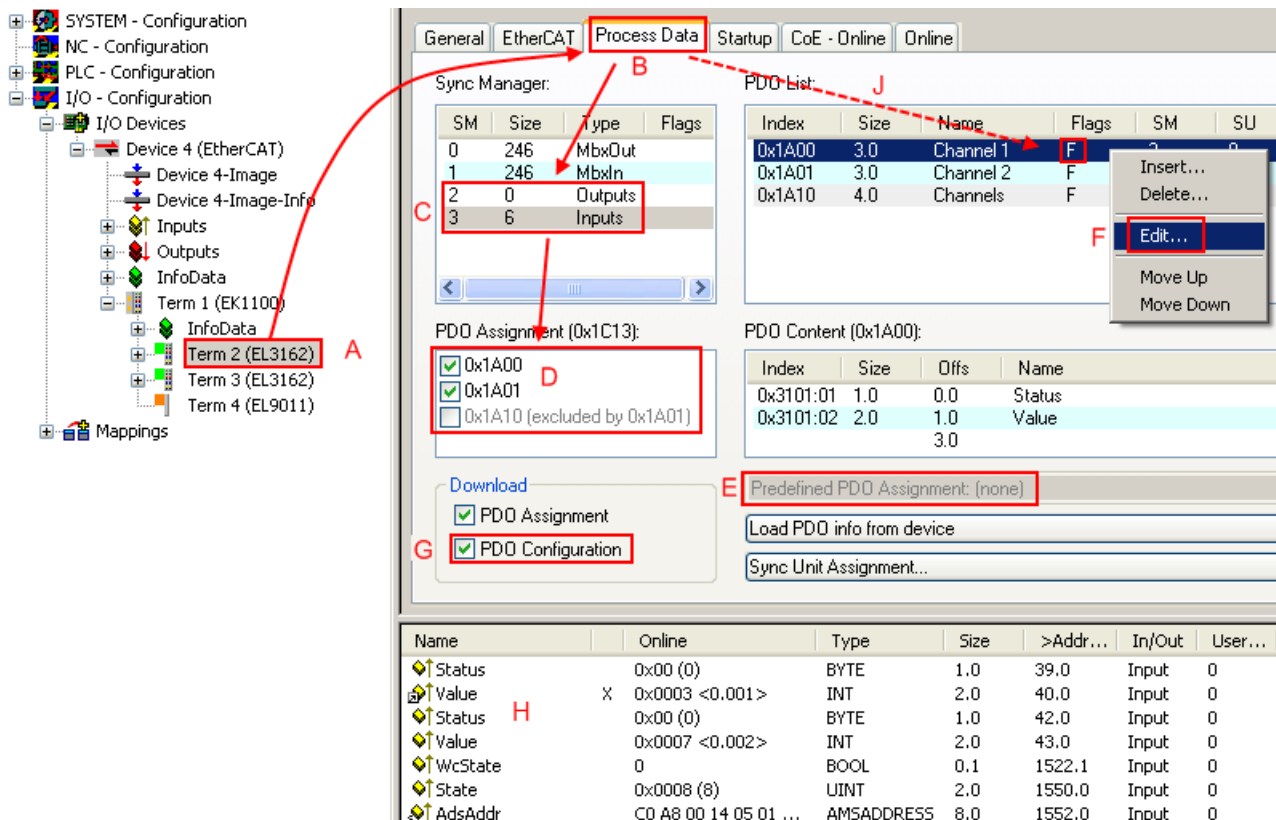 SYSTEM - Configuration
NC - Configuration
PLC - Configuration
I/O - Configuration
I/O Devices
Device 4 (EtherCAT)
Device 4-Image
Device 4-Image-Info
Inputs
Outputs
InfoData
Term 1 (EK1100)
InfoData
Term 2 (EL3162)
A
Term 3 (EL3162)
Term 4 (EL9011)
Mappings
General EtherCAT Process Data Startup CoE - Online Online
B
J
Sync Manager:
SM Size Type Flags
0 246 MbxOut
1 246 MbxIn
2 0 Outputs
3 6 Inputs
C
PDO List:
Index Size Name Flags SM SU
0x1A00 3.0 Channel 1 F 3 0
0x1A01 3.0 Channel 2 F
0x1A10 4.0 Channels F
Insert...
Delete...
F
Edit...
Move Up
Move Down
PDO Assignment (0x1C13):
0x1A00
D
0x1A01
0x1A10 (excluded by 0x1A01)
PDO Content (0x1A00):
Index Size Offs Name
0x3101:01 1.0 0.0 Status
0x3101:02 2.0 1.0 Value
3.0
Download
PDO Assignment
G
PDO Configuration
E
Predefined PDO Assignment: (none)
Load PDO info from device
Sync Unit Assignment...
Name Online Type Size >Addr... In/Out User...
Status 0x00 (0) BYTE 1.0 39.0 Input 0
Value X 0x0003 <0.001> INT 2.0 40.0 Input 0
H
Status 0x00 (0) BYTE 1.0 42.0 Input 0
Value 0x0007 <0.002> INT 2.0 43.0 Input 0
WcState 0 BOOL 0.1 1522.1 Input 0
State 0x0008 (8) UINT 2.0 1550.0 Input 0
AdsAddr C0 A8 00 14 05 01 ... AMSADDRESS 8.0 1552.0 Input 0